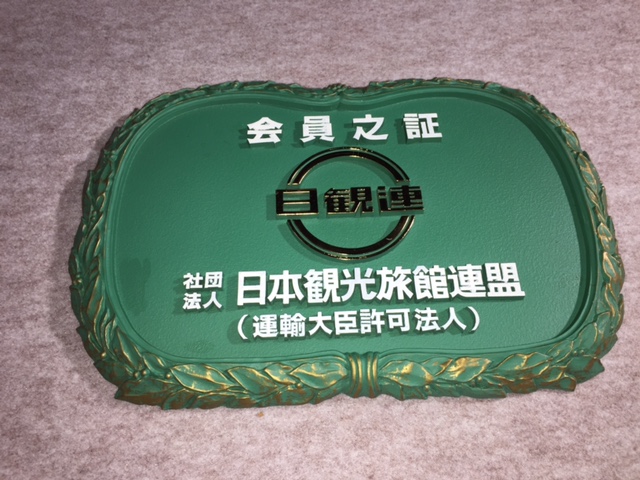 会員之証
日観連
社団法人 日本観光旅館連盟
（運輸大臣許可法人）